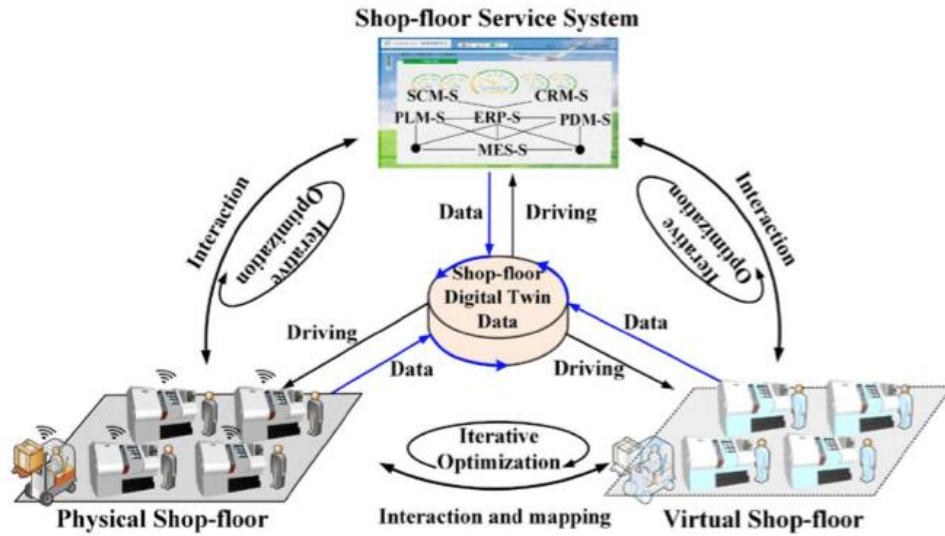 Shop-floor Service System
SCM-S CRM-S
PLM-S ERP-S PDM-S
MES-S
Interaction
Iterative
Optimization
Iterative
Optimization
Interaction
Data
Driving
Shop-floor
Digital Twin
Data
Driving
Data
Data
Driving
Iterative
Optimization
Physical Shop-floor
Interaction and mapping
Virtual Shop-floor